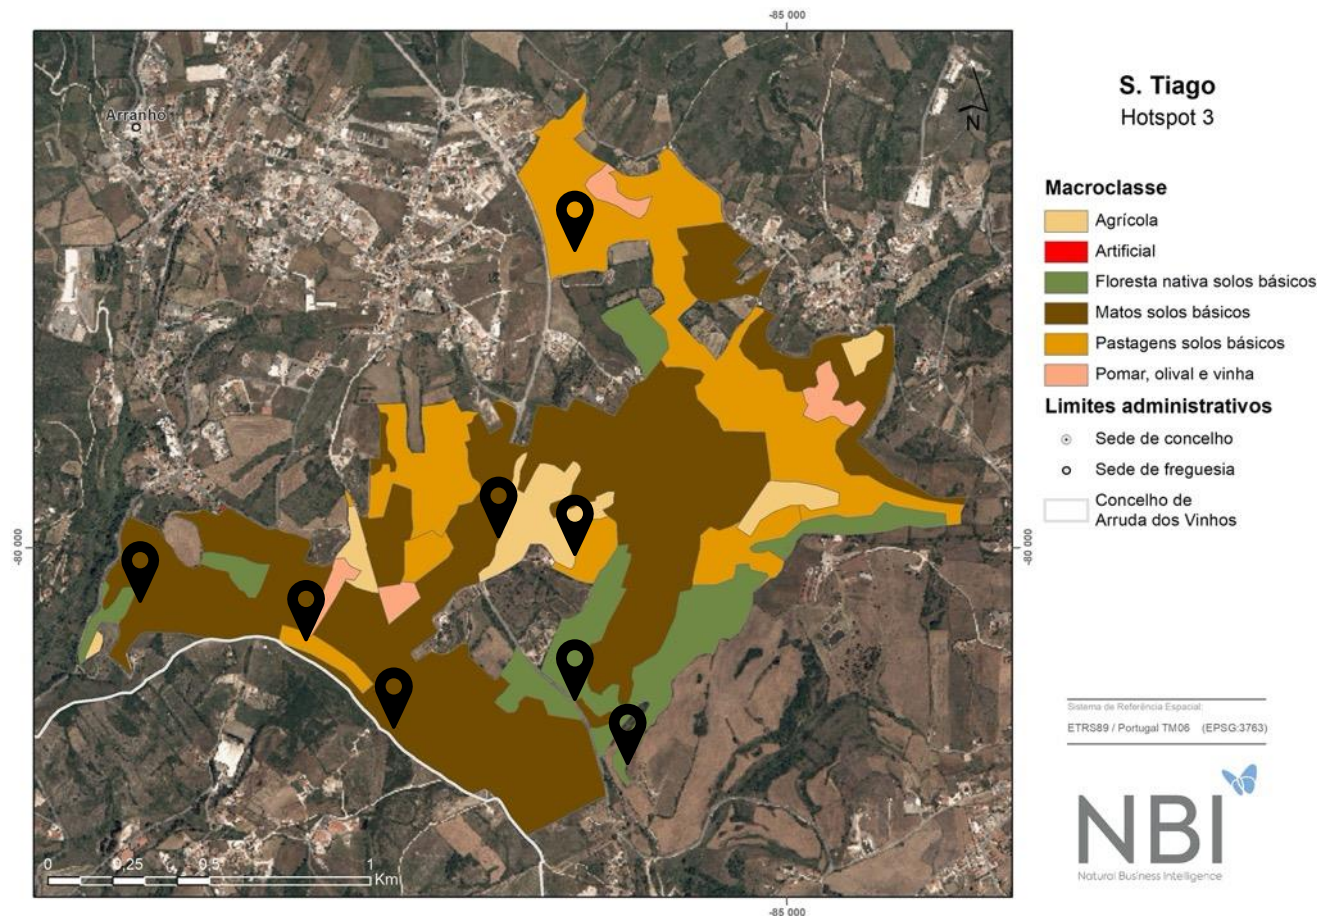 -85 000
S. Tiago
Hotspot 3
Arranhó
N
Macroclasse
Agrícola
Artificial
Floresta nativa solos básicos
Matos solos básicos
Pastagens solos básicos
Pomar, olival e vinha
Limites administrativos
Sede de concelho
Sede de freguesia
Concelho de
Arruda dos Vinhos
-80 000
-80 000
Sistema de Referência Espacial:
ETRS89 / Portugal TM06 (EPSG:3763)
NBI
Natural Business Intelligence
0 0,25 0,5 1
Km
-85 000